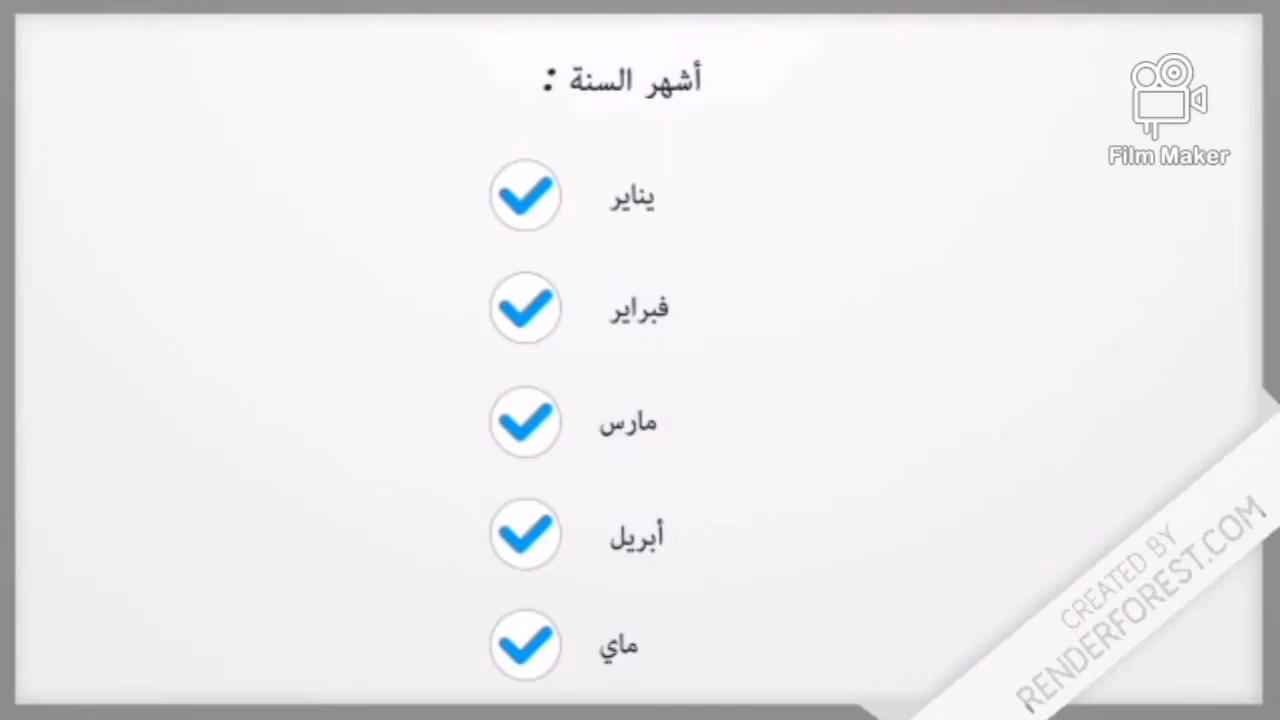 أشهر السنة :
Film Maker
يناير
فبراير
مارس
أبريل
ماي
CREATED BY
RENDERFOREST.COM